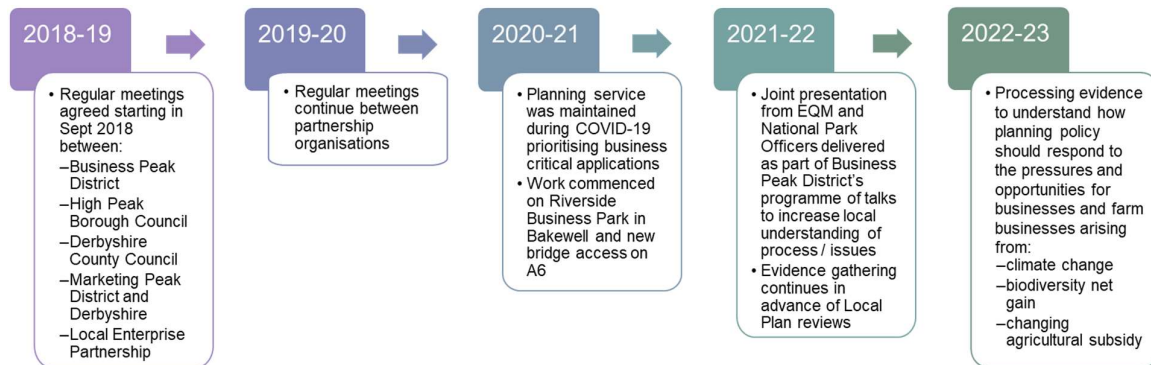 2018-19
• Regular meetings
agreed starting in
Sept 2018
between:
–Business Peak
District
–High Peak
Borough Council
–Derbyshire
County Council
–Marketing Peak
District and
Derbyshire
–Local Enterprise
Partnership
2019-20
• Regular meetings
continue between
partnership
organisations
2020-21
• Planning service
was maintained
during COVID-19
prioritising business
critical applications
• Work commenced
on Riverside
Business Park in
Bakewell and new
bridge access on
A6
2021-22
• Joint presentation
from EQM and
National Park
Officers delivered
as part of Business
Peak District’s
programme of talks
to increase local
understanding of
process / issues
• Evidence gathering
continues in
advance of Local
Plan reviews
2022-23
• Processing evidence
to understand how
planning policy
should respond to
the pressures and
opportunities for
businesses and farm
businesses arising
from:
–climate change
–biodiversity net
gain
–changing
agricultural subsidy